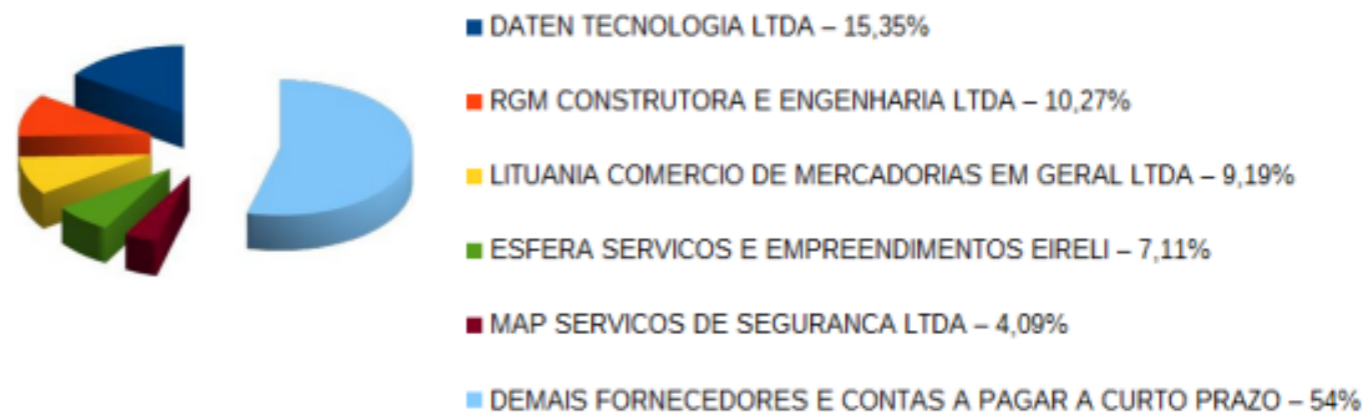 DATEN TECNOLOGIA LTDA – 15,35%
RGM CONSTRUTORA E ENGENHARIA LTDA – 10,27%
LITUANIA COMERCIO DE MERCADORIAS EM GERAL LTDA – 9,19%
ESFERA SERVICOS E EMPREENDIMENTOS EIRELI – 7,11%
MAP SERVICOS DE SEGURANCA LTDA – 4,09%
DEMAIS FORNECEDORES E CONTAS A PAGAR A CURTO PRAZO – 54%